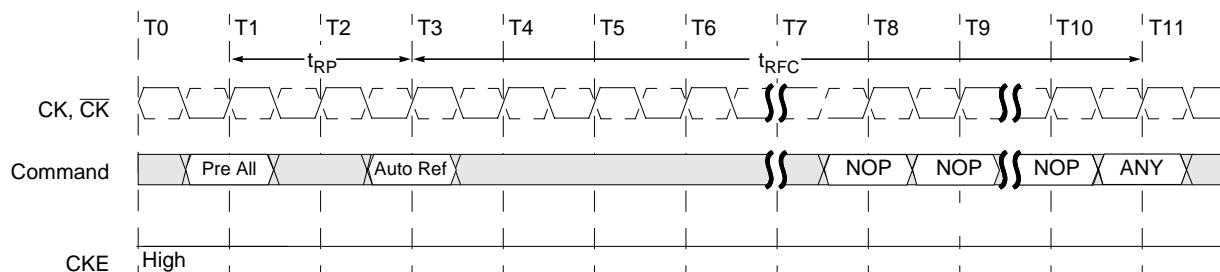 T0 T1 T2 T3 T4 T5 T6 T7 T8 T9 T10 T11
tRP tRFC
CK, C̅K̅
Command Pre All Auto Ref NOP NOP NOP ANY
CKE High